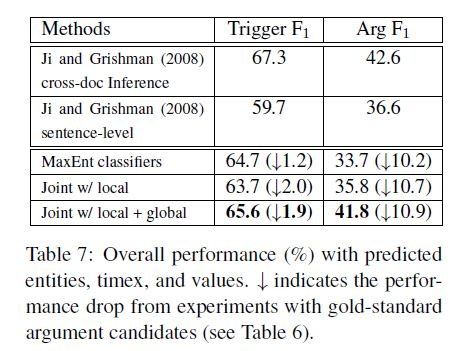 Methods Trigger F1 Arg F1
Ji and Grishman (2008) 67.3 42.6
cross-doc Inference
Ji and Grishman (2008) 59.7 36.6
sentence-level
MaxEnt classifiers 64.7 (↓1.2) 33.7 (↓10.2)
Joint w/ local 63.7 (↓2.0) 35.8 (↓10.7)
Joint w/ local + global 65.6 (↓1.9) 41.8 (↓10.9)
Table 7: Overall performance (%) with predicted
entities, timex, and values. ↓ indicates the perfor-
mance drop from experiments with gold-standard
argument candidates (see Table 6).